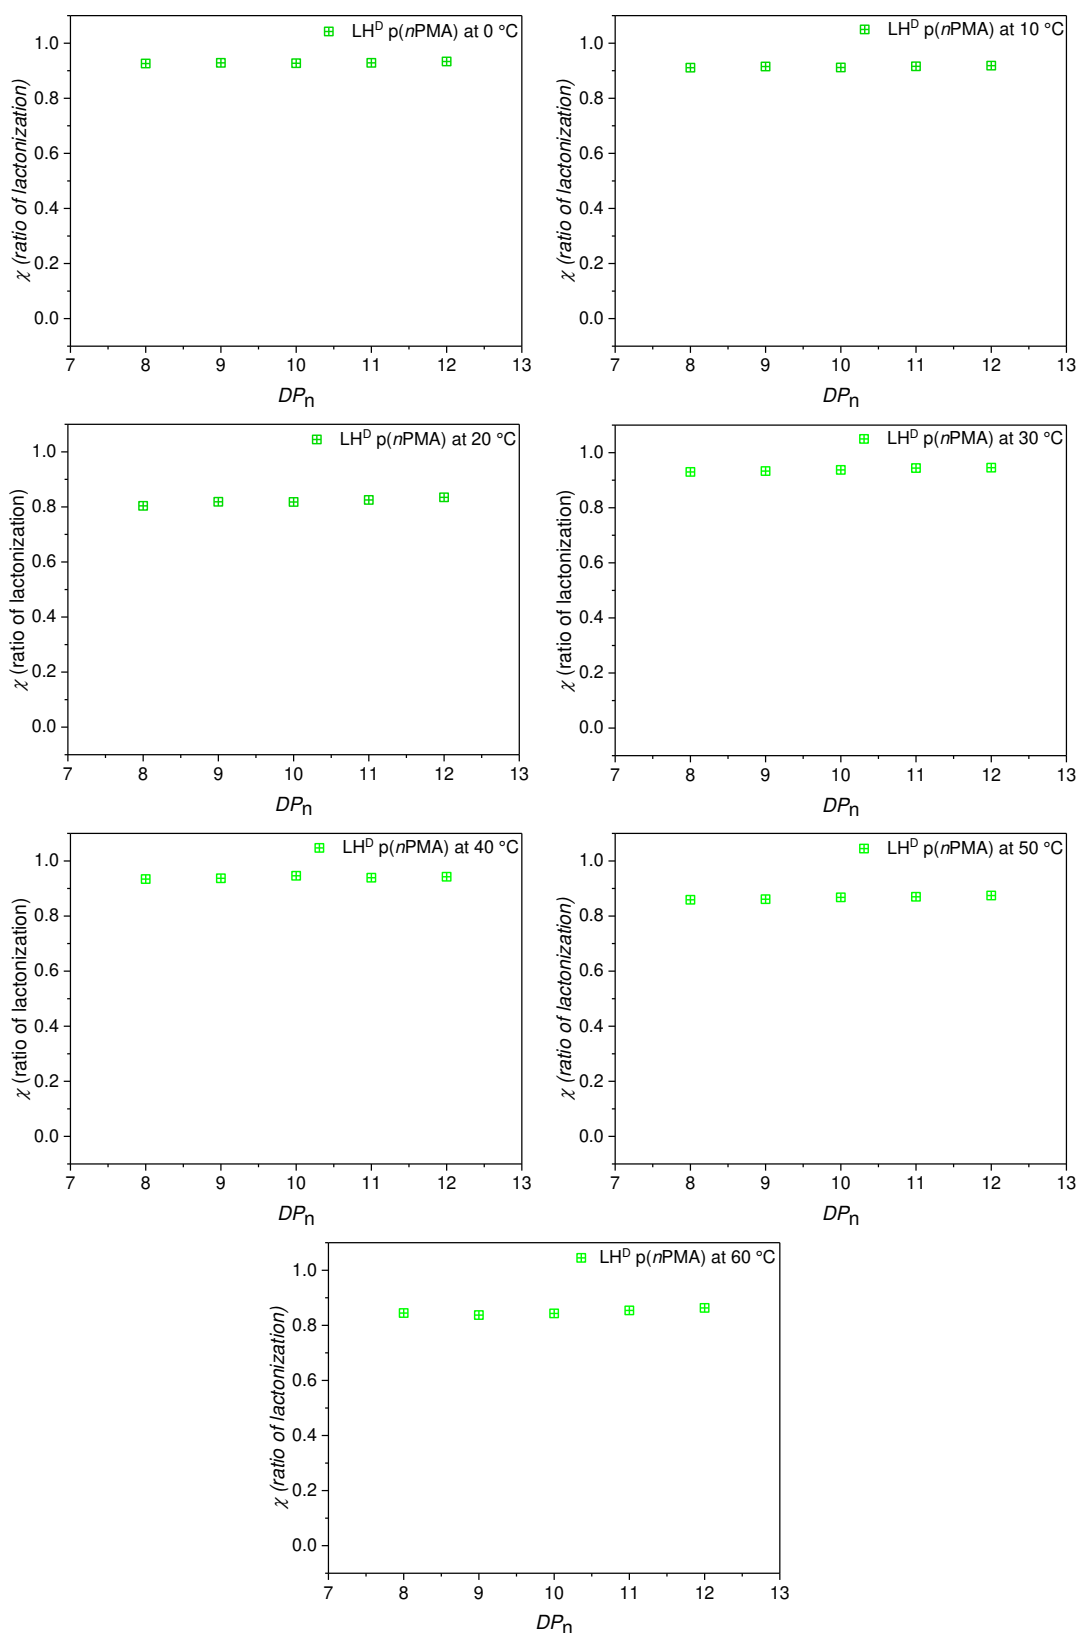 LHᴰ p(nPMA) at 0 °C
1.0
0.8
0.6
0.4
0.2
0.0
χ (ratio of lactonization)
7 8 9 10 11 12 13
DPn
LHᴰ p(nPMA) at 10 °C
1.0
0.8
0.6
0.4
0.2
0.0
χ (ratio of lactonization)
7 8 9 10 11 12 13
DPn
LHᴰ p(nPMA) at 20 °C
1.0
0.8
0.6
0.4
0.2
0.0
χ (ratio of lactonization)
7 8 9 10 11 12 13
DPn
LHᴰ p(nPMA) at 30 °C
1.0
0.8
0.6
0.4
0.2
0.0
χ (ratio of lactonization)
7 8 9 10 11 12 13
DPn
LHᴰ p(nPMA) at 40 °C
1.0
0.8
0.6
0.4
0.2
0.0
χ (ratio of lactonization)
7 8 9 10 11 12 13
DPn
LHᴰ p(nPMA) at 50 °C
1.0
0.8
0.6
0.4
0.2
0.0
χ (ratio of lactonization)
7 8 9 10 11 12 13
DPn
LHᴰ p(nPMA) at 60 °C
1.0
0.8
0.6
0.4
0.2
0.0
χ (ratio of lactonization)
7 8 9 10 11 12 13
DPn